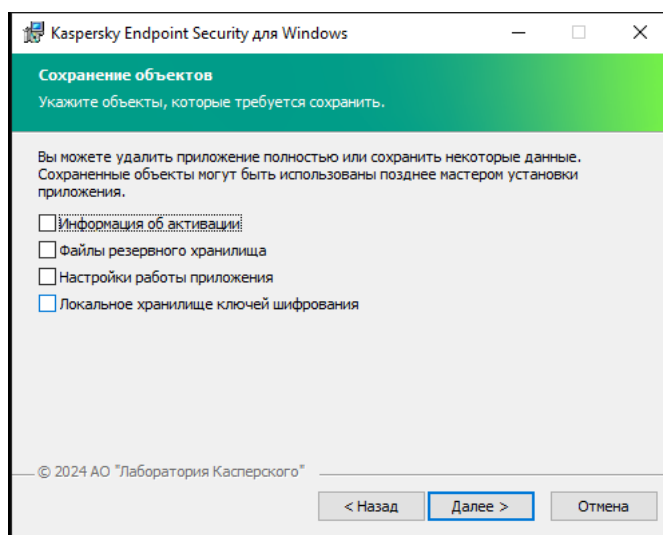 Kaspersky Endpoint Security для Windows
Сохранение объектов
Укажите объекты, которые требуется сохранить.
Вы можете удалить приложение полностью или сохранить некоторые данные.
Сохраненные объекты могут быть использованы позднее мастером установки
приложения.
Информация об активации
Файлы резервного хранилища
Настройки работы приложения
Локальное хранилище ключей шифрования
© 2024 АО "Лаборатория Касперского"
< Назад
Далее >
Отмена